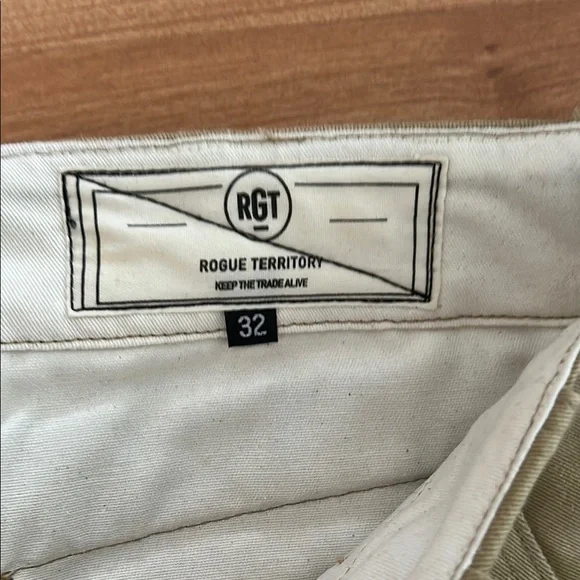 RGT
ROGUE TERRITORY
KEEP THE TRADE ALIVE
32